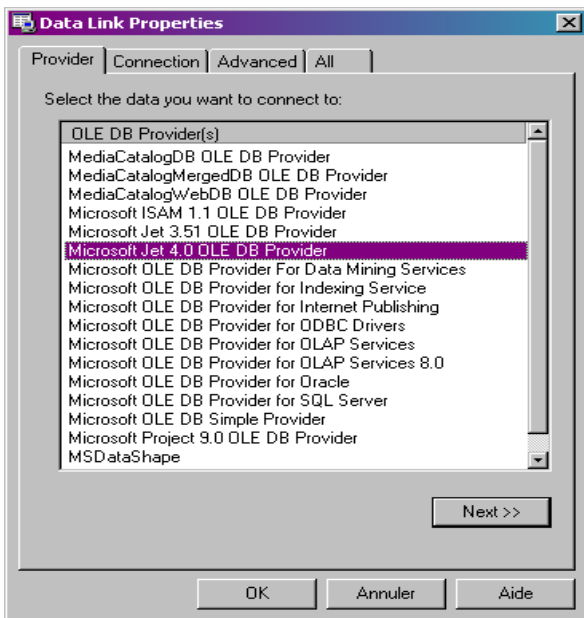 Data Link Properties
Provider Connection Advanced All
Select the data you want to connect to:
OLE DB Provider(s)
MediaCatalogDB OLE DB Provider
MediaCatalogMergedDB OLE DB Provider
MediaCatalogWebDB OLE DB Provider
Microsoft ISAM 1.1 OLE DB Provider
Microsoft Jet 3.51 OLE DB Provider
Microsoft Jet 4.0 OLE DB Provider
Microsoft OLE DB Provider For Data Mining Services
Microsoft OLE DB Provider for Indexing Service
Microsoft OLE DB Provider for Internet Publishing
Microsoft OLE DB Provider for ODBC Drivers
Microsoft OLE DB Provider for OLAP Services
Microsoft OLE DB Provider for OLAP Services 8.0
Microsoft OLE DB Provider for Oracle
Microsoft OLE DB Provider for SQL Server
Microsoft OLE DB Simple Provider
Microsoft Project 9.0 OLE DB Provider
MSDataShape
Next >>
OK Annuler Aide